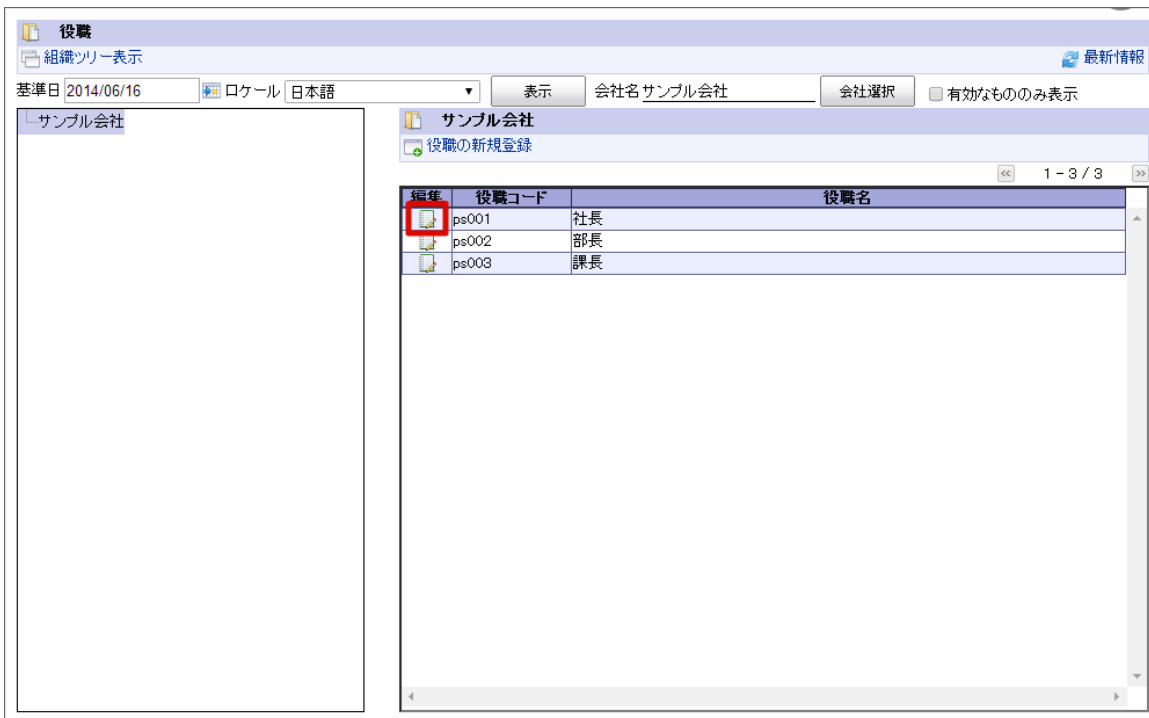 役職
組織ツリー表示 最新情報
基準日 2014/06/16 ロケール 日本語 表示 会社名 サンプル会社 会社選択 有効なもののみ表示
サンプル会社
サンプル会社
役職の新規登録
1-3/3
編集 役職コード 役職名
ps001 社長
ps002 部長
ps003 課長